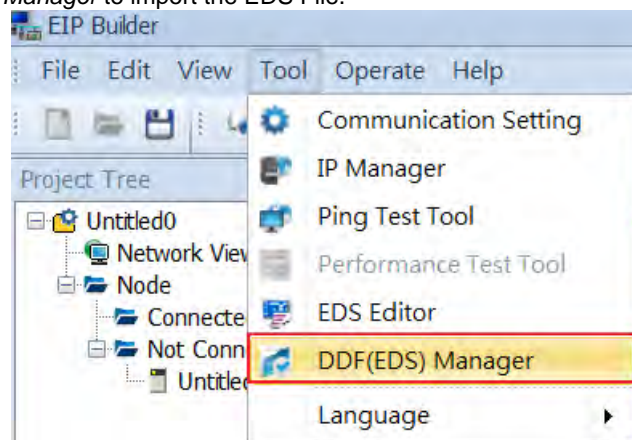 Manager to import the EDS File.
EIP Builder
File Edit View Tool Operate Help
Communication Setting
Project Tree
IP Manager
Untitled0
Ping Test Tool
Network View
Performance Test Tool
Node
EDS Editor
Connecte
Not Conn
DDF(EDS) Manager
Untitled
Language